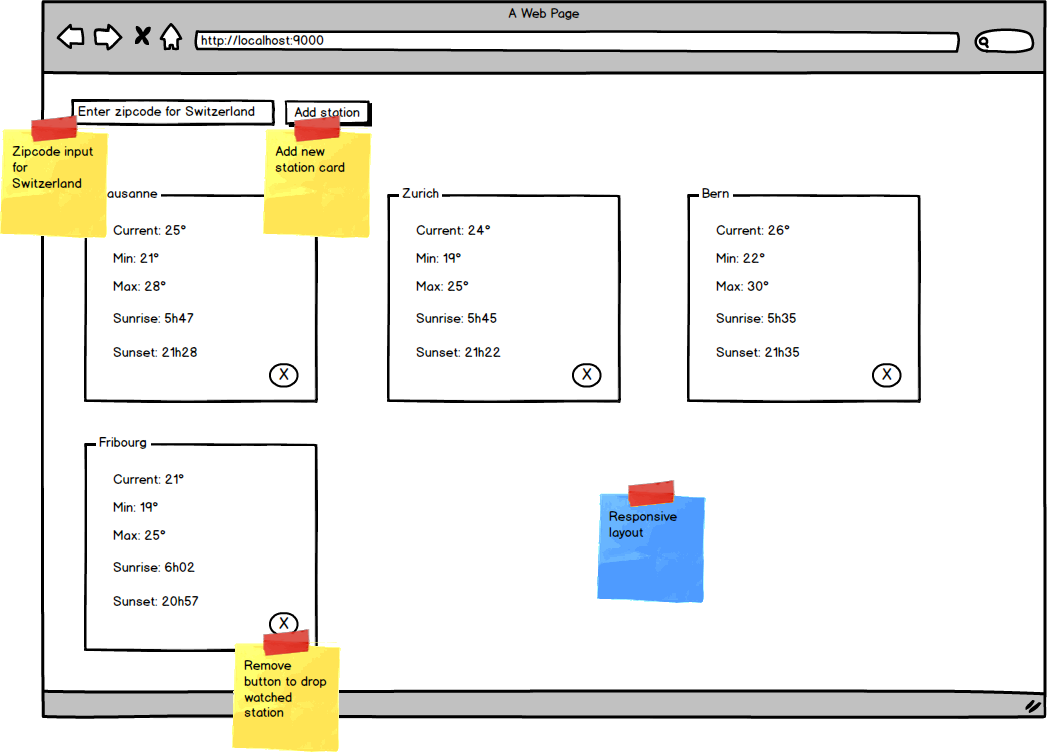 A Web Page
http://localhost:9000
Enter zipcode for Switzerland
Add station
Zipcode input
for
Switzerland
Add new
station card
ausanne
Current: 25°
Min: 21°
Max: 28°
Sunrise: 5h47
Sunset: 21h28
X
Zurich
Current: 24°
Min: 19°
Max: 25°
Sunrise: 5h45
Sunset: 21h22
X
Bern
Current: 26°
Min: 22°
Max: 30°
Sunrise: 5h35
Sunset: 21h35
X
Fribourg
Current: 21°
Min: 19°
Max: 25°
Sunrise: 6h02
Sunset: 20h57
X
Responsive
layout
Remove
button to drop
watched
station